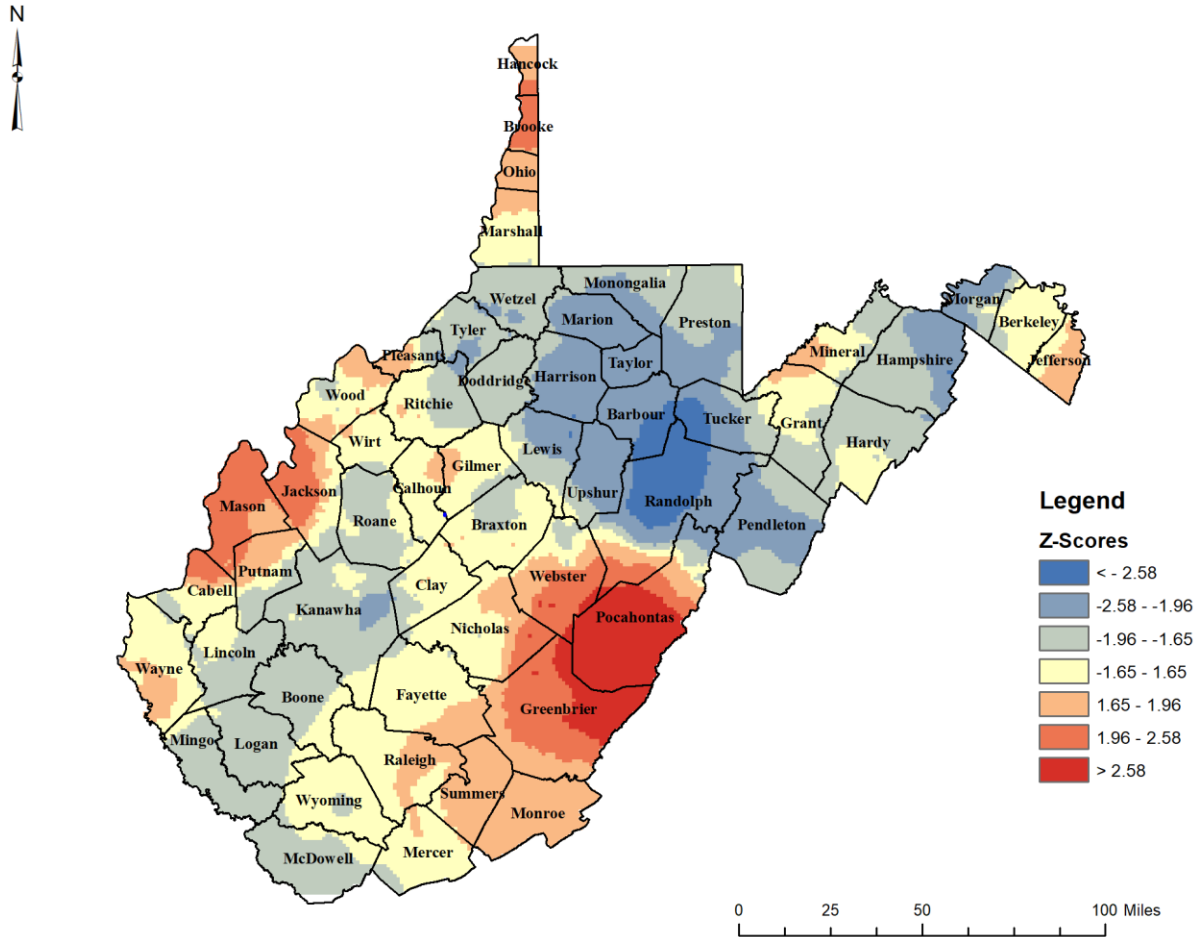 N
Hancock
Brooke
Ohio
Marshall
Wetzel
Monongalia
Marion
Preston
Tyler
Pleasants
Doddridge
Harrison
Taylor
Morgan
Berkeley
Jefferson
Mineral
Hampshire
Wood
Ritchie
Barbour
Tucker
Grant
Hardy
Wirt
Lewis
Gilmer
Calhoun
Jackson
Mason
Roane
Braxton
Upshur
Randolph
Pendleton
Putnam
Cabell
Kanawha
Clay
Webster
Pocahontas
Nicholas
Lincoln
Wayne
Boone
Fayette
Greenbrier
Mingo
Logan
Raleigh
Summers
Wyoming
Monroe
McDowell
Mercer
Legend
Z-Scores
< - 2.58
-2.58 - -1.96
-1.96 - -1.65
-1.65 - 1.65
1.65 - 1.96
1.96 - 2.58
> 2.58
0 25 50 100 Miles